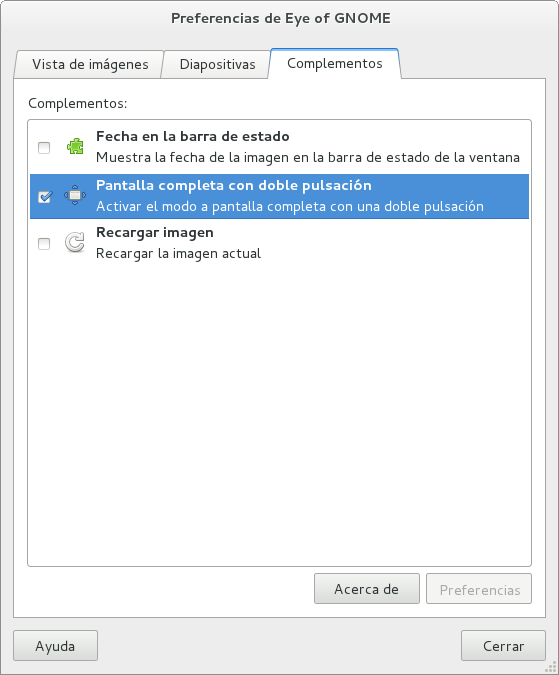 Preferencias de Eye of GNOME
Vista de imágenes
Diapositivas
Complementos
Complementos:
Fecha en la barra de estado
Muestra la fecha de la imagen en la barra de estado de la ventana
Pantalla completa con doble pulsación
Activar el modo a pantalla completa con una doble pulsación
Recargar imagen
Recargar la imagen actual
Acerca de
Preferencias
Ayuda
Cerrar